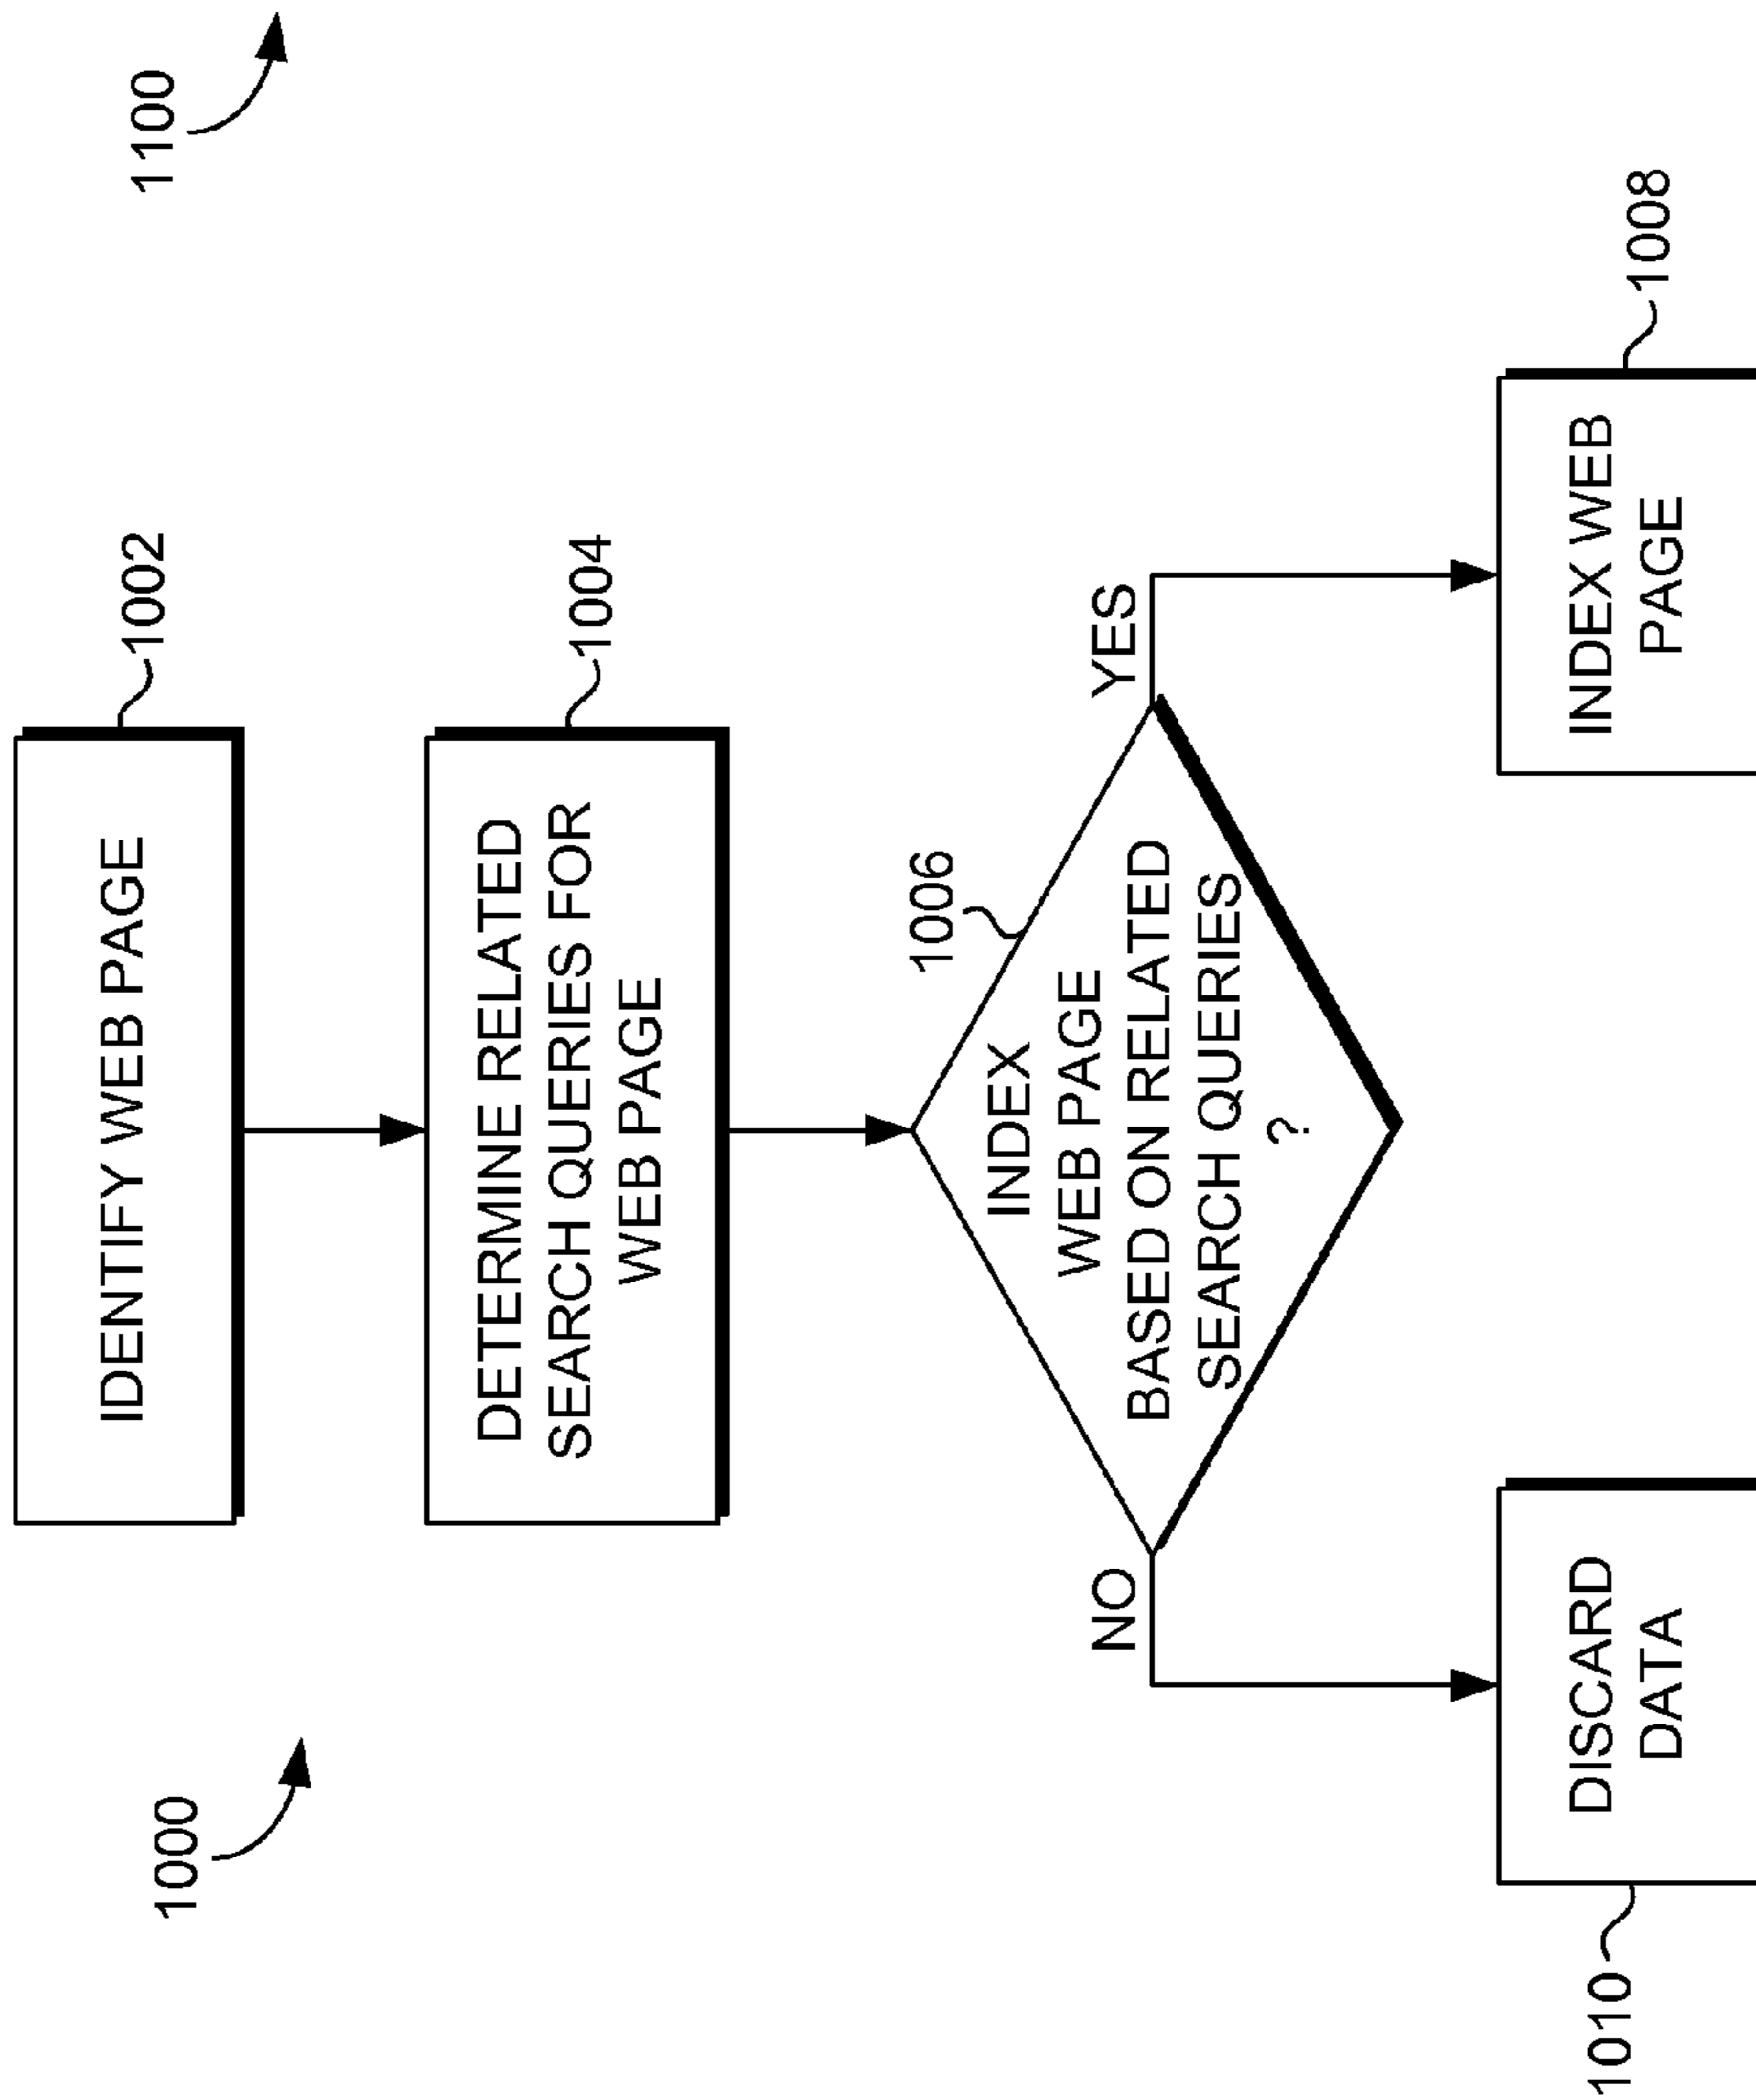 1000
1100
IDENTIFY WEB PAGE
1002
DETERMINE RELATED
SEARCH QUERIES FOR
WEB PAGE
1004
1006
INDEX
WEB PAGE
BASED ON RELATED
SEARCH QUERIES
?
NO
YES
DISCARD
DATA
1010
INDEX WEB
PAGE
1008